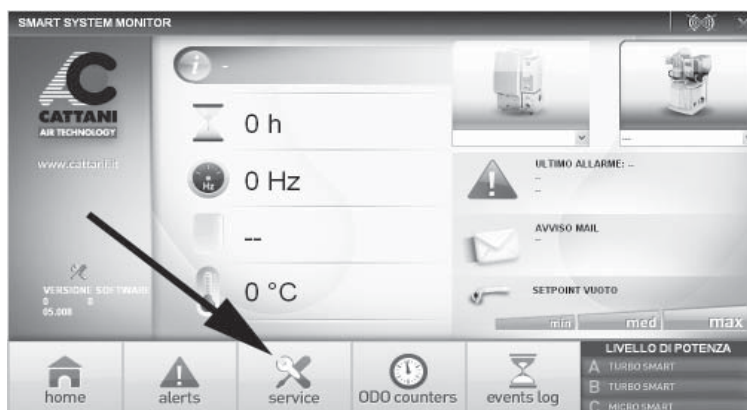 SMART SYSTEM MONITOR
AC
CATTANI
AIR TECHNOLOGY
www.cattani.it
VERSIONE SOFTWARE
0 0
05.008
i -
0 h
Hz 0 Hz
--
0 °C
---
ULTIMO ALLARME: --
--
--
AVVISO MAIL
--
SETPOINT VUOTO
min med max
home
alerts
service
ODO counters
events log
LIVELLO DI POTENZA
A TURBO SMART
B TURBO SMART
C MICRO SMART